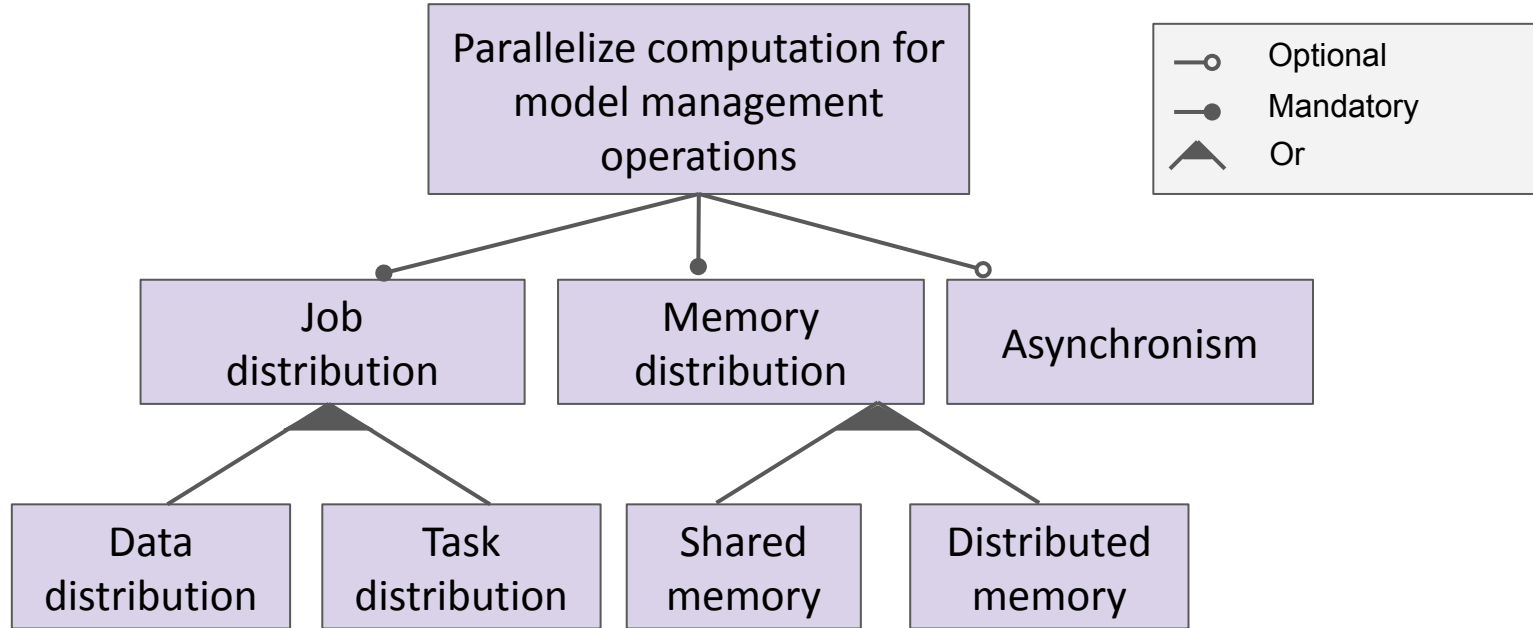 Parallelize computation for
model management
operations
Optional
Mandatory
Or
Job
distribution
Memory
distribution
Asynchronism
Data
distribution
Task
distribution
Shared
memory
Distributed
memory